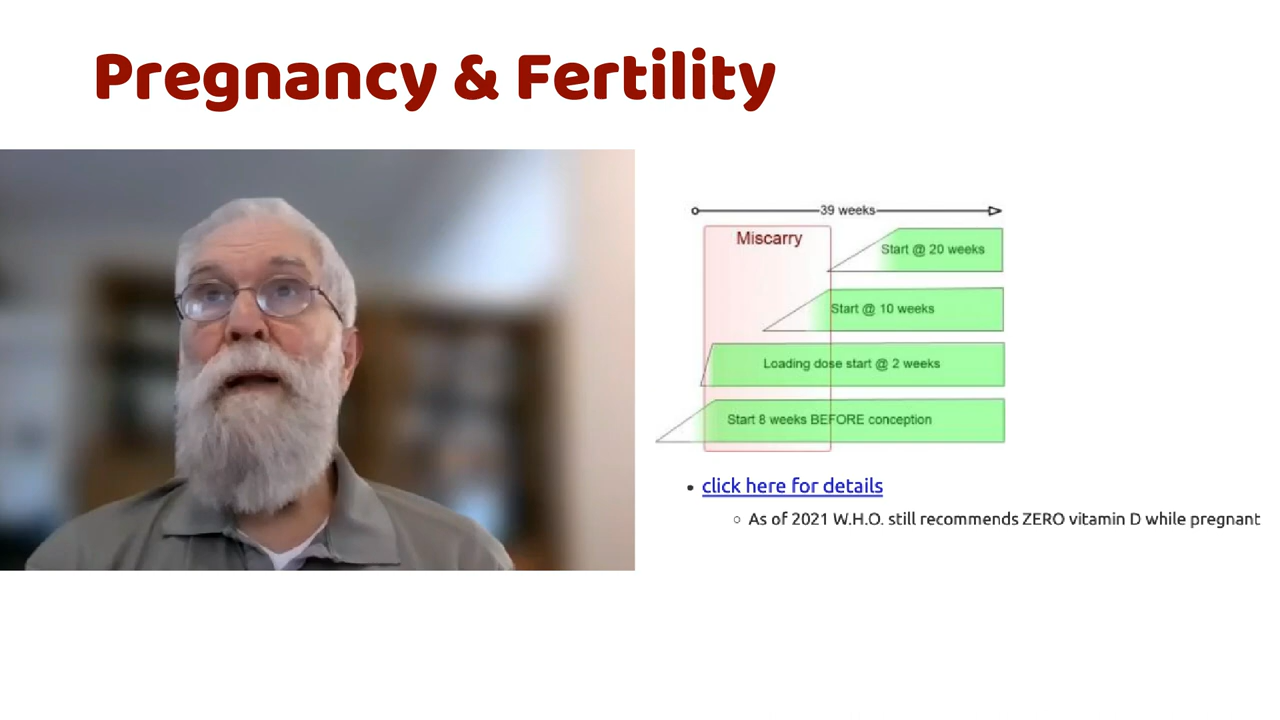 Pregnancy & Fertility
39 weeks
Miscarry
Start @ 20 weeks
Start @ 10 weeks
Loading dose start @ 2 weeks
Start 8 weeks BEFORE conception
click here for details
As of 2021 W.H.O. still recommends ZERO vitamin D while pregnant